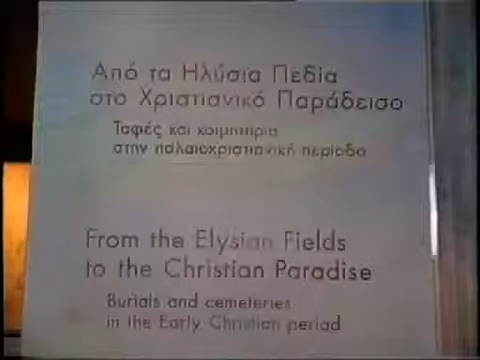 Από τα Ηλύσια Πεδία
στο Χριστιανικό Παράδεισο
Ταφές και κοιμητήρια
στην παλαιοχριστιανική περίοδο
From the Elysian Fields
to the Christian Paradise
Burials and cemeteries
in the Early Christian period